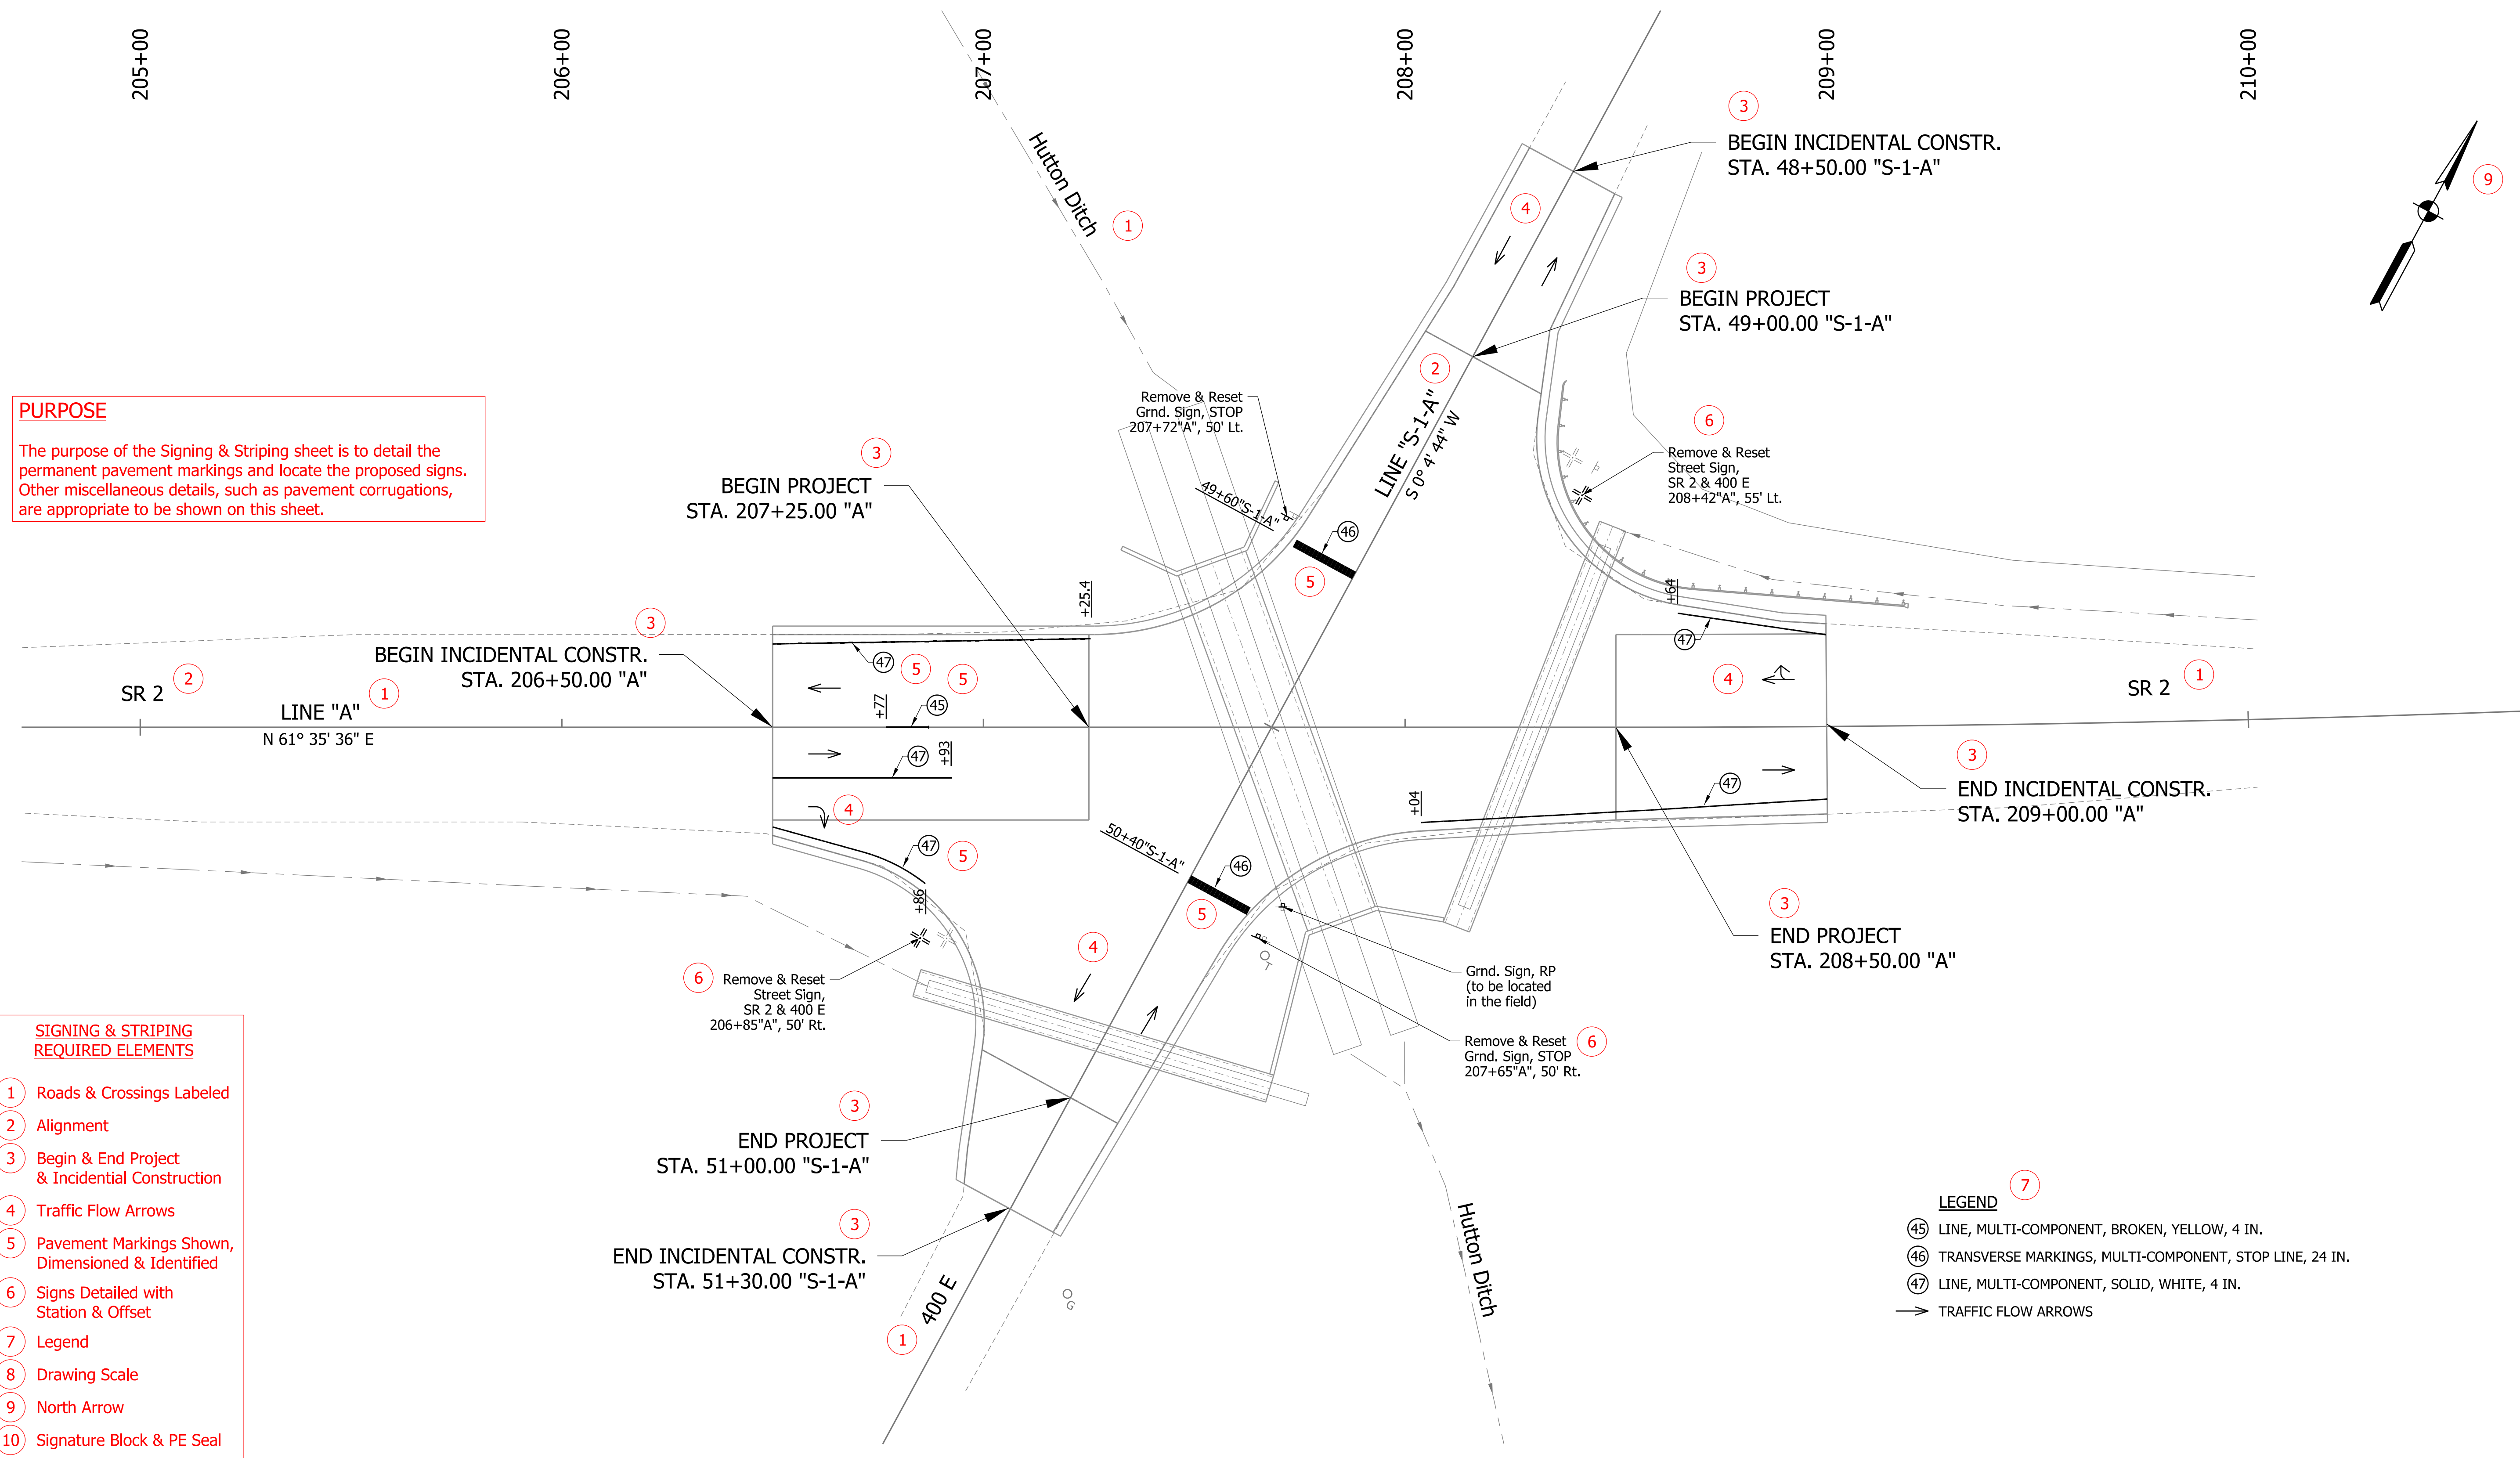 205+00
206+00
207+00
208+00
209+00
210+00
3
BEGIN INCIDENTAL CONSTR.
STA. 48+50.00 "S-1-A"
9
4
Hutton Ditch
1
3
BEGIN PROJECT
STA. 49+00.00 "S-1-A"
2
LINE "S-1-A"
S 0° 4' 44" W
PURPOSE
The purpose of the Signing & Striping sheet is to detail the
permanent pavement markings and locate the proposed signs.
Other miscellaneous details, such as pavement corrugations,
are appropriate to be shown on this sheet.
Remove & Reset
Grnd. Sign, STOP
207+72"A", 50' Lt.
6
Remove & Reset
Street Sign,
SR 2 & 400 E
208+42"A", 55' Lt.
3
BEGIN PROJECT
STA. 207+25.00 "A"
49+60"S-1-A"
46
5
+25.4
+64
47
3
BEGIN INCIDENTAL CONSTR.
STA. 206+50.00 "A"
47
5
5
SR 2
2
1
LINE "A"
N 61° 35' 36" E
+77
45
47
+93
4
SR 2
1
3
END INCIDENTAL CONSTR.
STA. 209+00.00 "A"
47
+04
4
47
5
+86
50+40"S-1-A"
46
5
3
END PROJECT
STA. 208+50.00 "A"
4
6
Remove & Reset
Street Sign,
SR 2 & 400 E
206+85"A", 50' Rt.
T
Grnd. Sign, RP
(to be located
in the field)
Remove & Reset
Grnd. Sign, STOP
207+65"A", 50' Rt.
6
SIGNING & STRIPING
REQUIRED ELEMENTS
1 Roads & Crossings Labeled
2 Alignment
3 Begin & End Project
& Incidential Construction
4 Traffic Flow Arrows
5 Pavement Markings Shown,
Dimensioned & Identified
6 Signs Detailed with
Station & Offset
7 Legend
8 Drawing Scale
9 North Arrow
10 Signature Block & PE Seal
3
END PROJECT
STA. 51+00.00 "S-1-A"
3
END INCIDENTAL CONSTR.
STA. 51+30.00 "S-1-A"
400 E
1
G
Hutton Ditch
7
LEGEND
45 LINE, MULTI-COMPONENT, BROKEN, YELLOW, 4 IN.
46 TRANSVERSE MARKINGS, MULTI-COMPONENT, STOP LINE, 24 IN.
47 LINE, MULTI-COMPONENT, SOLID, WHITE, 4 IN.
TRAFFIC FLOW ARROWS